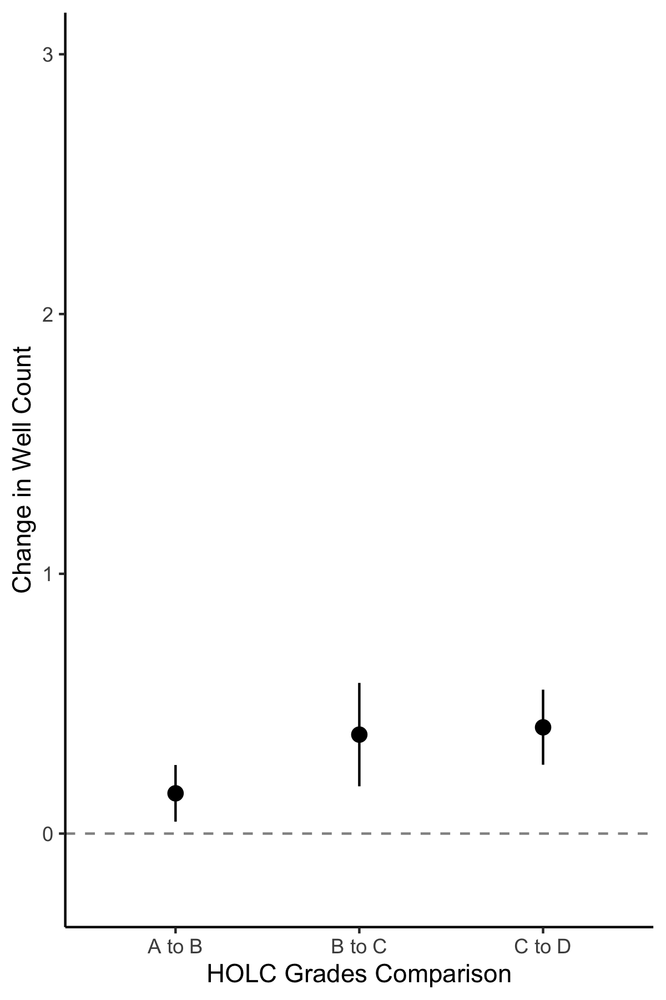 3
2
1
0
Change in Well Count
A to B
B to C
C to D
HOLC Grades Comparison